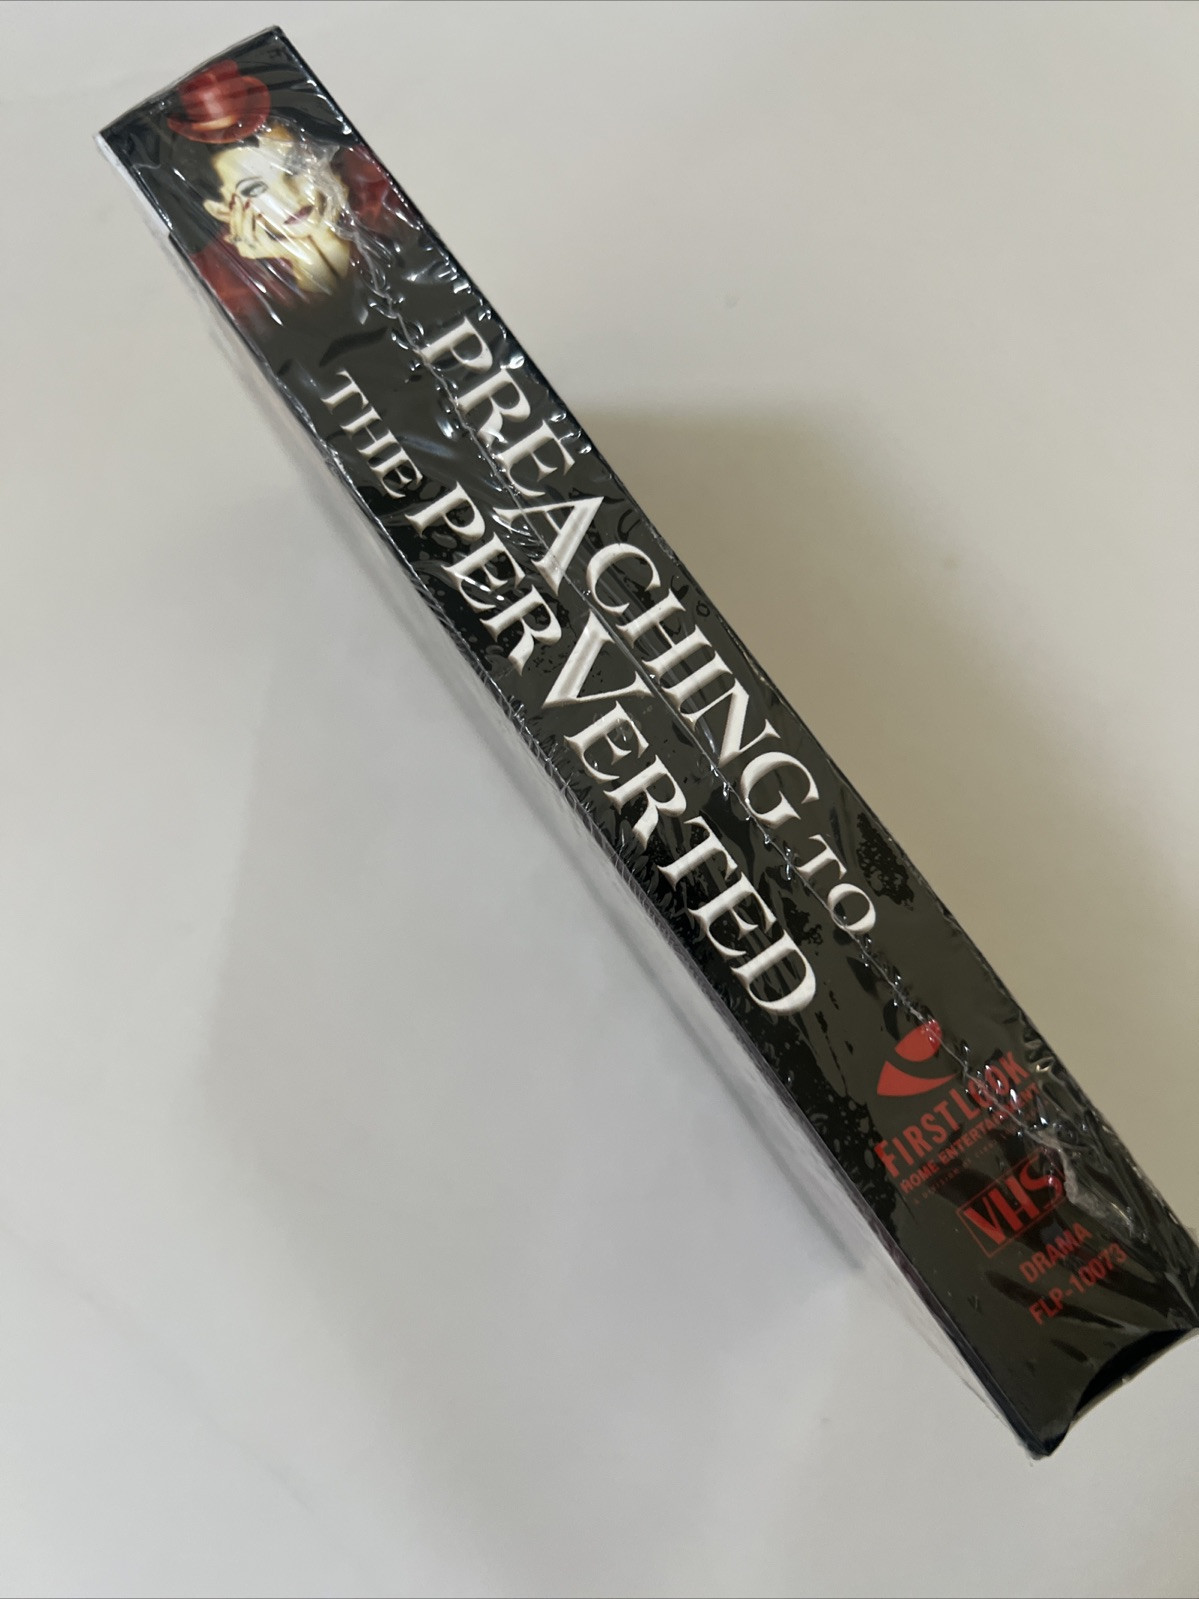 PREACHING TO
THE PERVERTED
FIRSTLOOK
HOME ENTERTAINMENT
VHS
DRAMA
FLP-10073